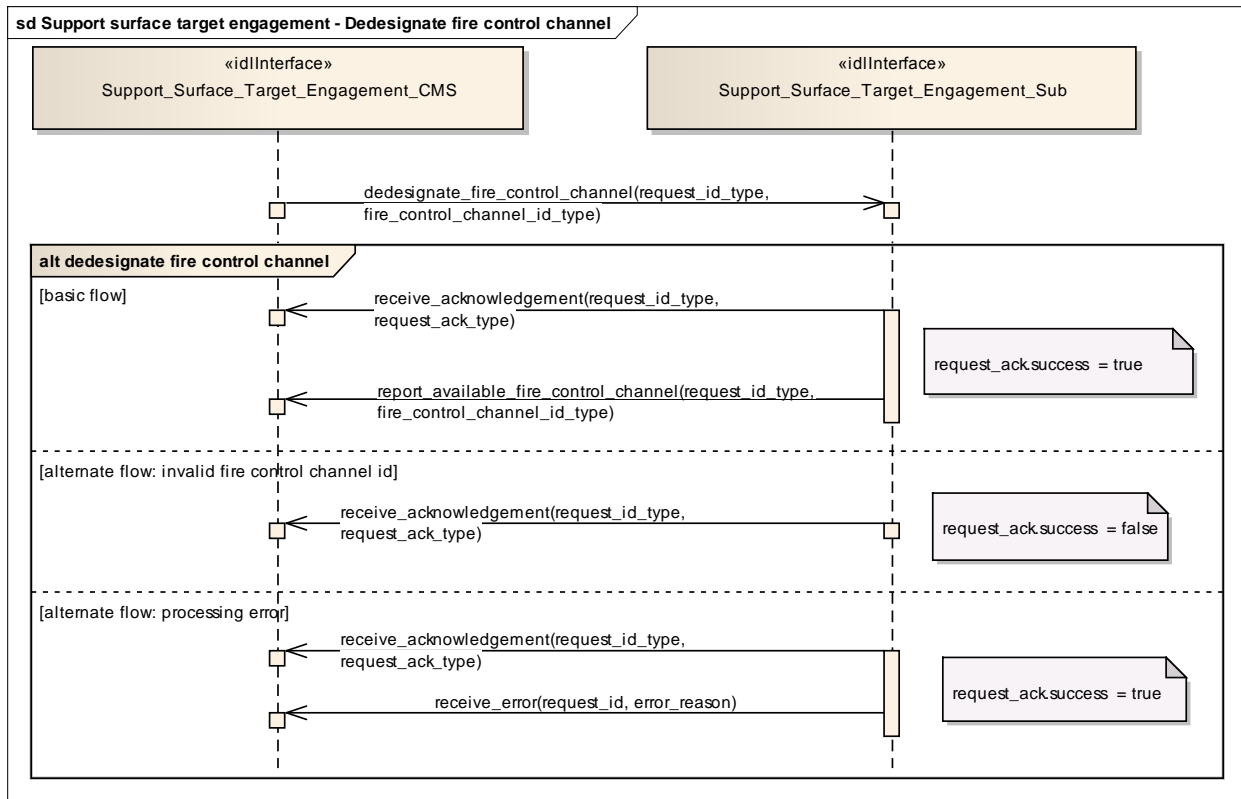 sd Support surface target engagement - Dedesignate fire control channel
«idlInterface»
Support_Surface_Target_Engagement_CMS
«idlInterface»
Support_Surface_Target_Engagement_Sub
dedesignate_fire_control_channel(request_id_type,
fire_control_channel_id_type)
alt dedesignate fire control channel
[basic flow]
receive_acknowledgement(request_id_type,
request_ack_type)
request_ack.success = true
report_available_fire_control_channel(request_id_type,
fire_control_channel_id_type)
[alternate flow: invalid fire control channel id]
receive_acknowledgement(request_id_type,
request_ack_type)
request_ack.success = false
[alternate flow: processing error]
receive_acknowledgement(request_id_type,
request_ack_type)
request_ack.success = true
receive_error(request_id, error_reason)